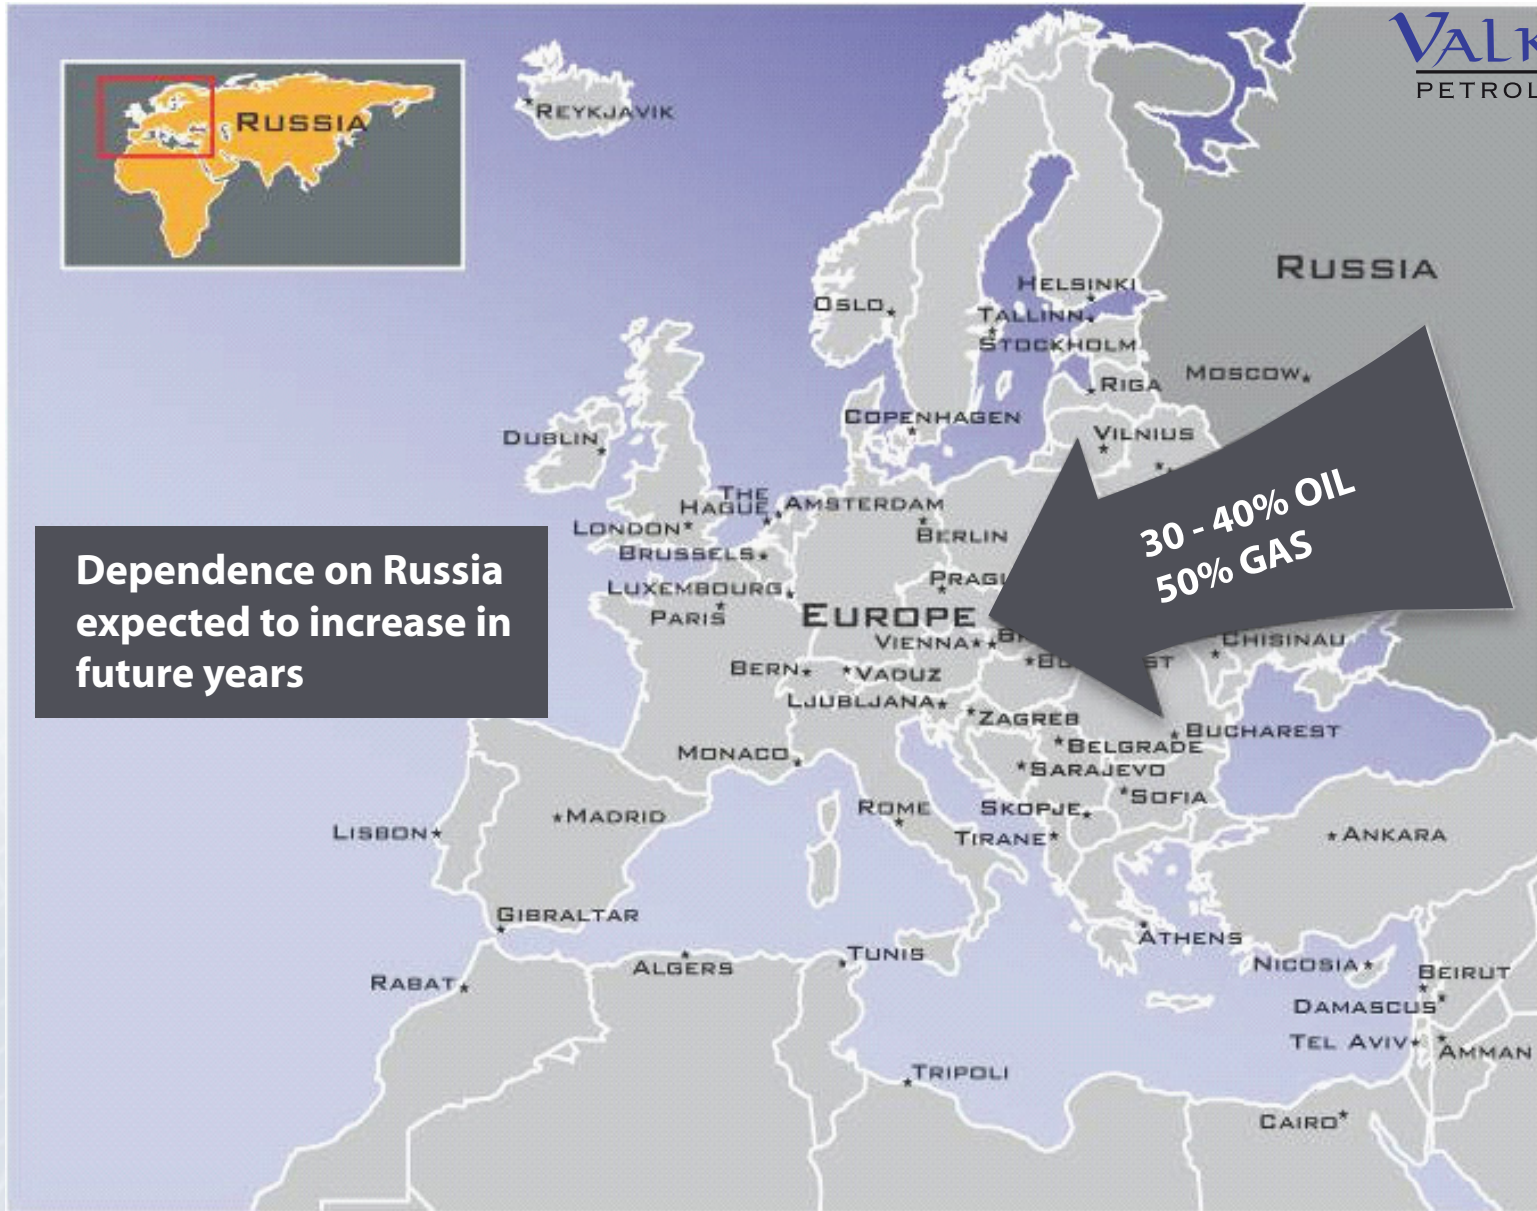 VALK
PETROL
RUSSIA
REYKJAVIK
RUSSIA
HELSINKI
OSLO
TALLINN
STOCKHOLM
MOSCOW
RIGA
COPENHAGEN
VILNIUS
DUBLIN
THE
HAGUE
AMSTERDAM
LONDON
BERLIN
BRUSSELS
30 - 40% OIL
50% GAS
Dependence on Russia
expected to increase in
future years
LUXEMBOURG
PARIS
EUROPE
VIENNA
CHISINAU
BERN
VADUZ
LJUBLJANA
ZAGREB
BUCHAREST
BELGRADE
MONACO
SARAJEVO
SOFIA
ROME
SKOPJE
MADRID
LISBON
TIRANE
ANKARA
GIBRALTAR
ATHENS
TUNIS
ALGERS
NICOSIA
BEIRUT
RABAT
DAMASCUS
TEL AVIV
AMMAN
TRIPOLI
CAIRO